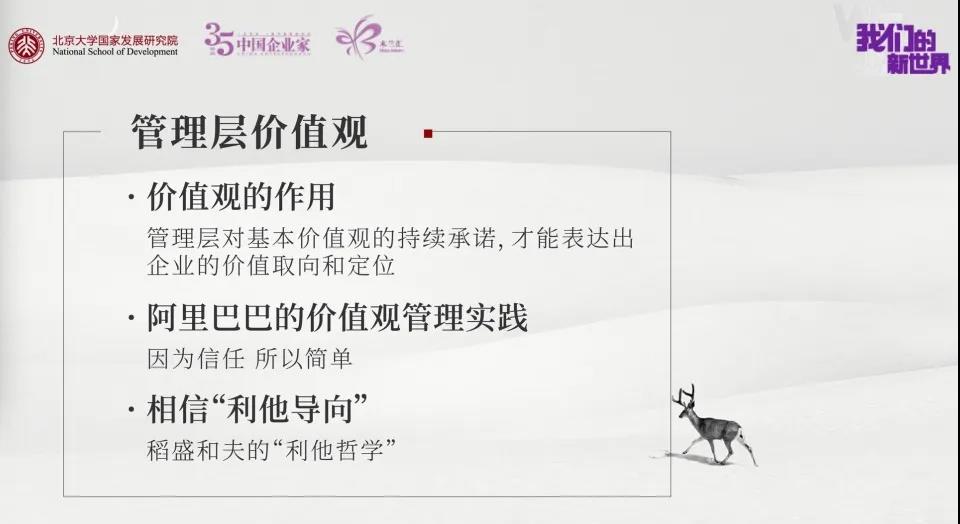 北京大学国家发展研究院
National School of Development
35
中国企业家
木兰汇
我们的
新世界
管理层价值观
· 价值观的作用
管理层对基本价值观的持续承诺, 才能表达出
企业的价值取向和定位
· 阿里巴巴的价值观管理实践
因为信任 所以简单
· 相信“利他导向”
稻盛和夫的“利他哲学”